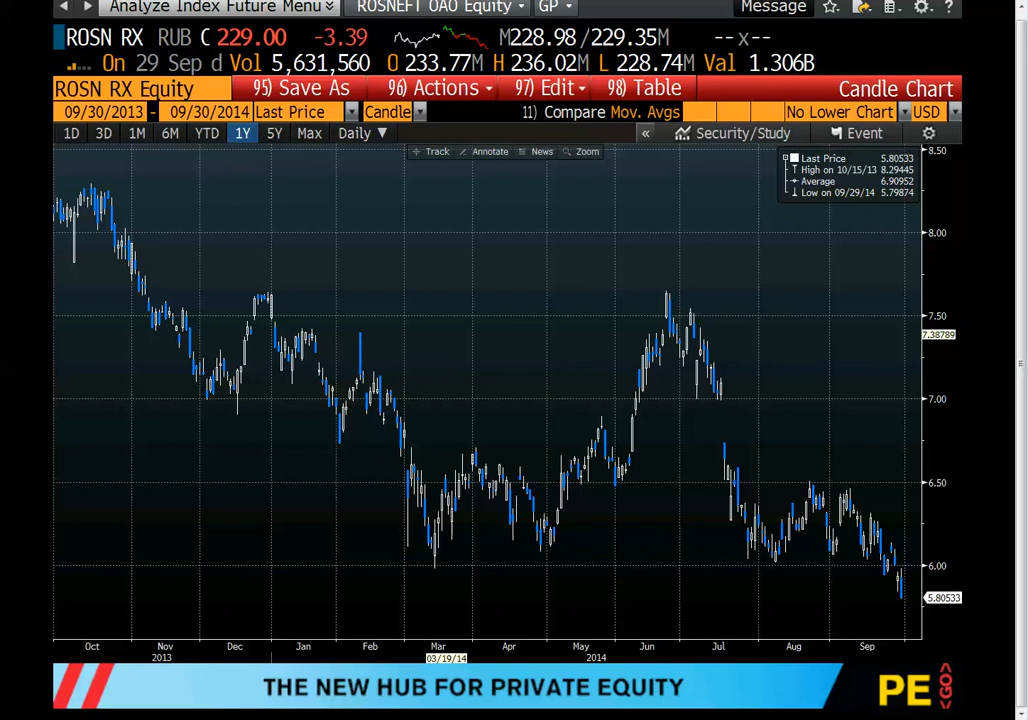 Analyze Index Future Menu ROSNEFT OAO Equity GP Message ?
ROSN RX RUB C 229.00 -3.39 M228.98/229.35M --x--
On 29 Sep d Vol 5,631,560 O 233.77M H 236.02M L 228.74M Val 1.306B
ROSN RX Equity 95) Save As 96) Actions 97) Edit 98) Table Candle Chart
09/30/2013 - 09/30/2014 Last Price Candle 11) Compare Mov. Avgs No Lower Chart USD
1D 3D 1M 6M YTD 1Y 5Y Max Daily ▼ « Security/Study Event
Track Annotate News Zoom
Last Price 5.80533
High on 10/15/13 8.29445
Average 6.90952
Low on 09/29/14 5.79874
8.50
8.00
7.50
7.38789
7.00
6.50
6.00
5.80533
Oct Nov Dec Jan Feb Mar Apr May Jun Jul Aug Sep
2013 03/19/14 2014
THE NEW HUB FOR PRIVATE EQUITY
PE